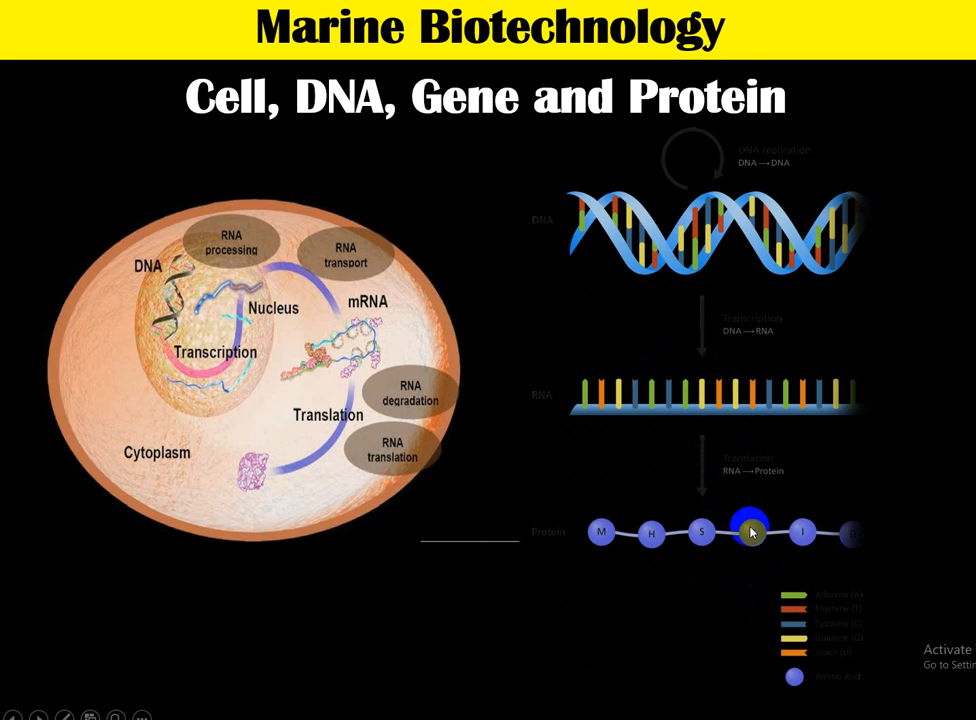 Marine Biotechnology
Cell, DNA, Gene and Protein
RNA
processing
RNA
transport
DNA
Nucleus
mRNA
Transcription
RNA
degradation
Translation
RNA
translation
Cytoplasm
DNA replication
DNA → DNA
DNA
Transcription
DNA → RNA
RNA
Translation
RNA → Protein
Protein
M
H
S
I
Adenine (A)
Thymine (T)
Cytosine (C)
Guanine (G)
Uracil (U)
Amino acid
Activate
Go to Settin